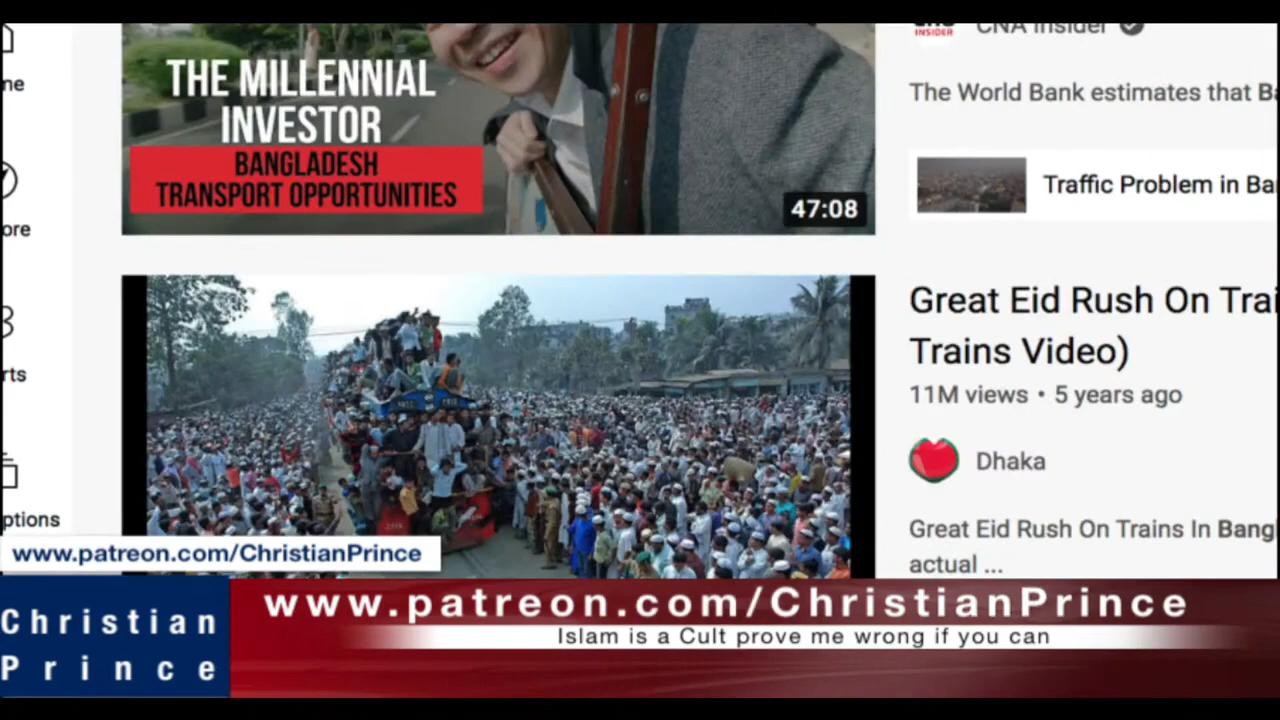 ne
ore
rts
ptions
THE MILLENNIAL
INVESTOR
BANGLADESH
TRANSPORT OPPORTUNITIES
47:08
INSIDER
CNA Insider
The World Bank estimates that Ba
Traffic Problem in Ba
Great Eid Rush On Trai
Trains Video)
11M views • 5 years ago
Dhaka
Great Eid Rush On Trains In Bang
actual ...
www.patreon.com/ChristianPrince
Christian
Prince
www.patreon.com/ChristianPrince
Islam is a Cult prove me wrong if you can